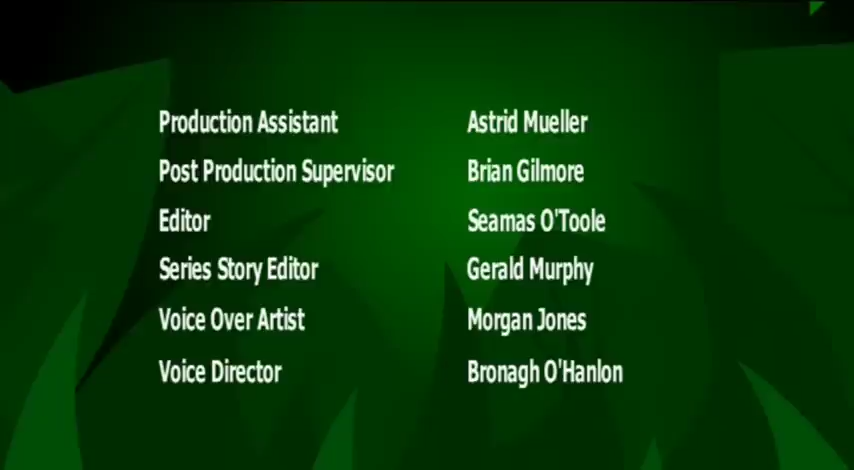 Production Assistant Astrid Mueller
Post Production Supervisor Brian Gilmore
Editor Seamas O'Toole
Series Story Editor Gerald Murphy
Voice Over Artist Morgan Jones
Voice Director Bronagh O'Hanlon